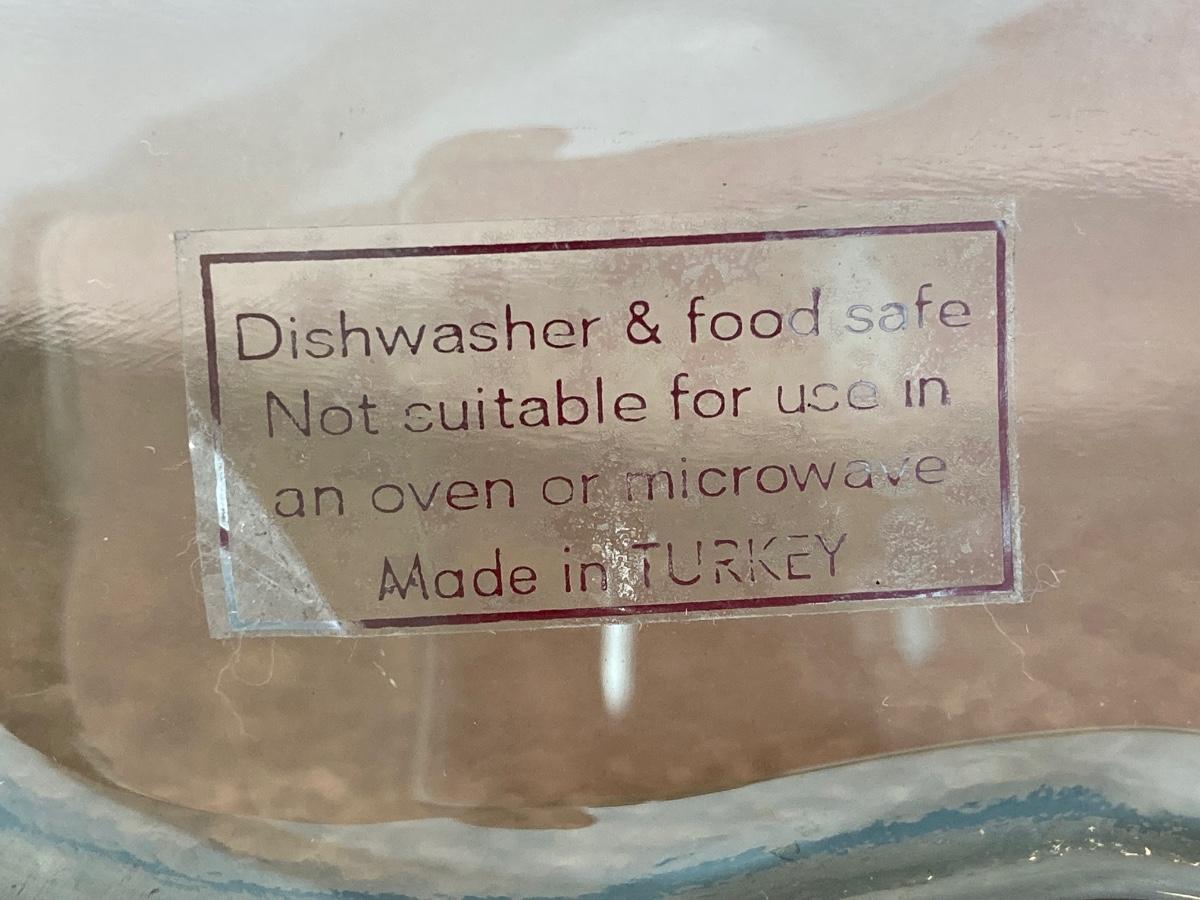 Dishwasher & food safe
Not suitable for use in
an oven or microwave
Made in TURKEY